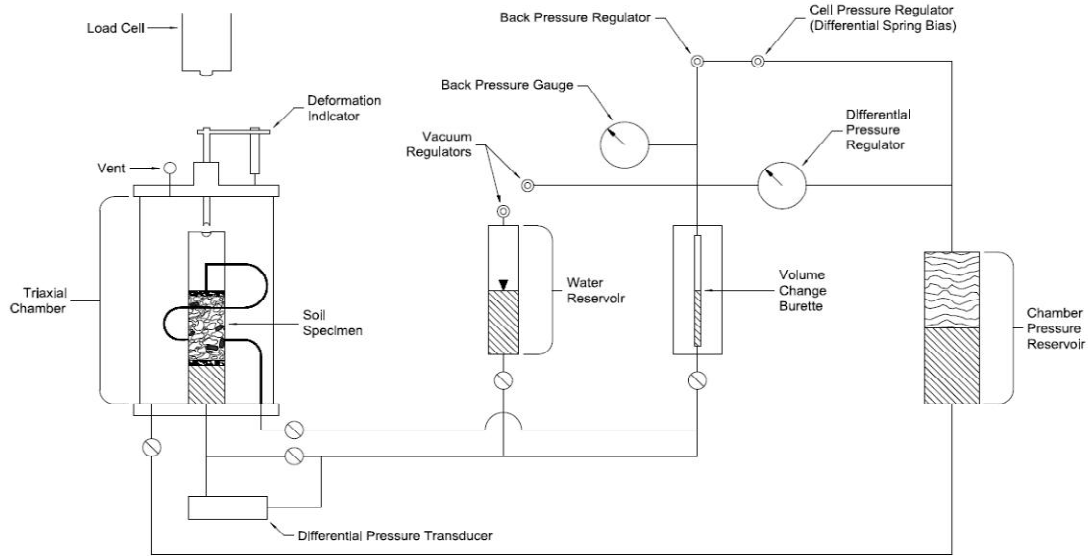 Load Cell
Back Pressure Regulator
Cell Pressure Regulator
(Differential Spring Bias)
Back Pressure Gauge
Deformation
Indicator
Vacuum
Regulators
Differential
Pressure
Regulator
Vent
Triaxial
Chamber
Soil
Specimen
Water
Reservoir
Volume
Change
Burette
Chamber
Pressure
Reservoir
Differential Pressure Transducer